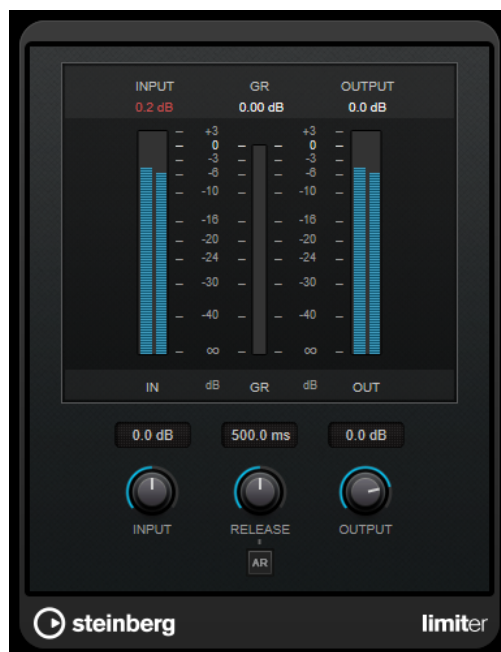 INPUT GR OUTPUT
0.2 dB 0.00 dB 0.0 dB
+3 +3
0 0
-3 -3
-6 -6
-10 -10
-16 -16
-20 -20
-24 -24
-30 -30
-40 -40
∞ ∞
IN dB GR dB OUT
0.0 dB 500.0 ms 0.0 dB
INPUT RELEASE OUTPUT
AR
steinberg limiter